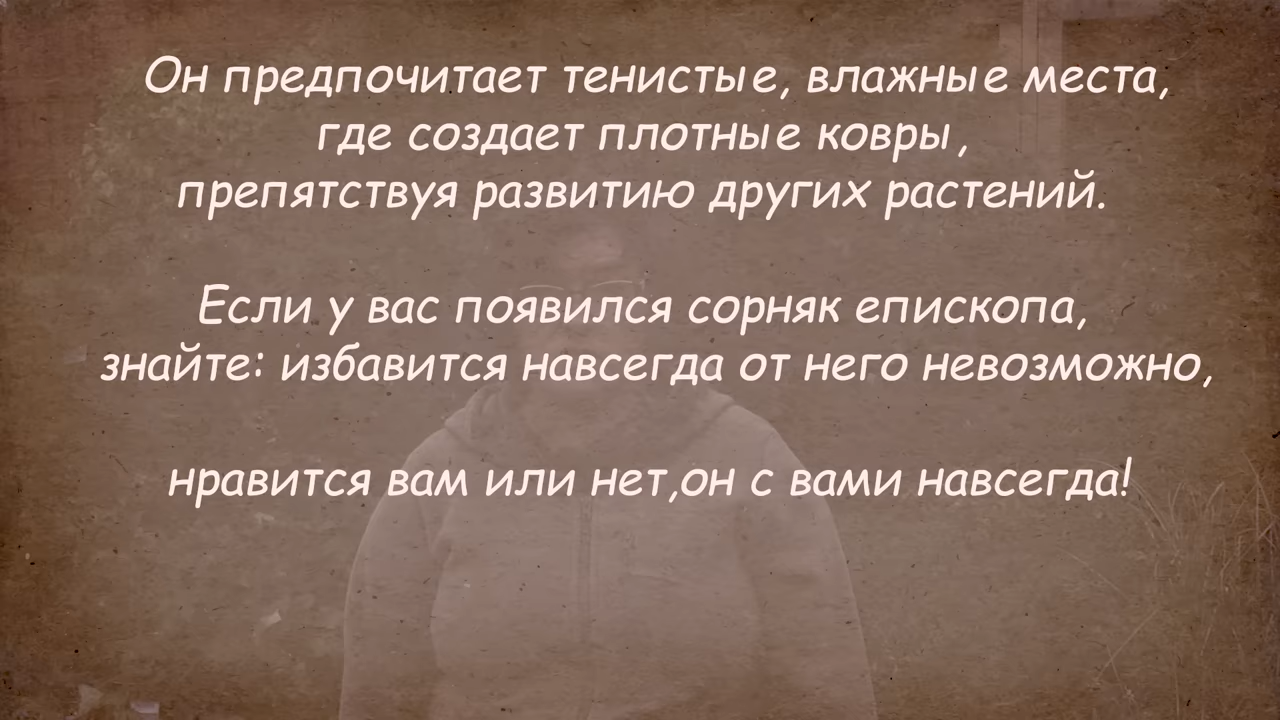 Он предпочитает тенистые, влажные места,
где создает плотные ковры,
препятствуя развитию других растений.
Если у вас появился сорняк епископа,
знайте: избавится навсегда от него невозможно,
нравится вам или нет,он с вами навсегда!